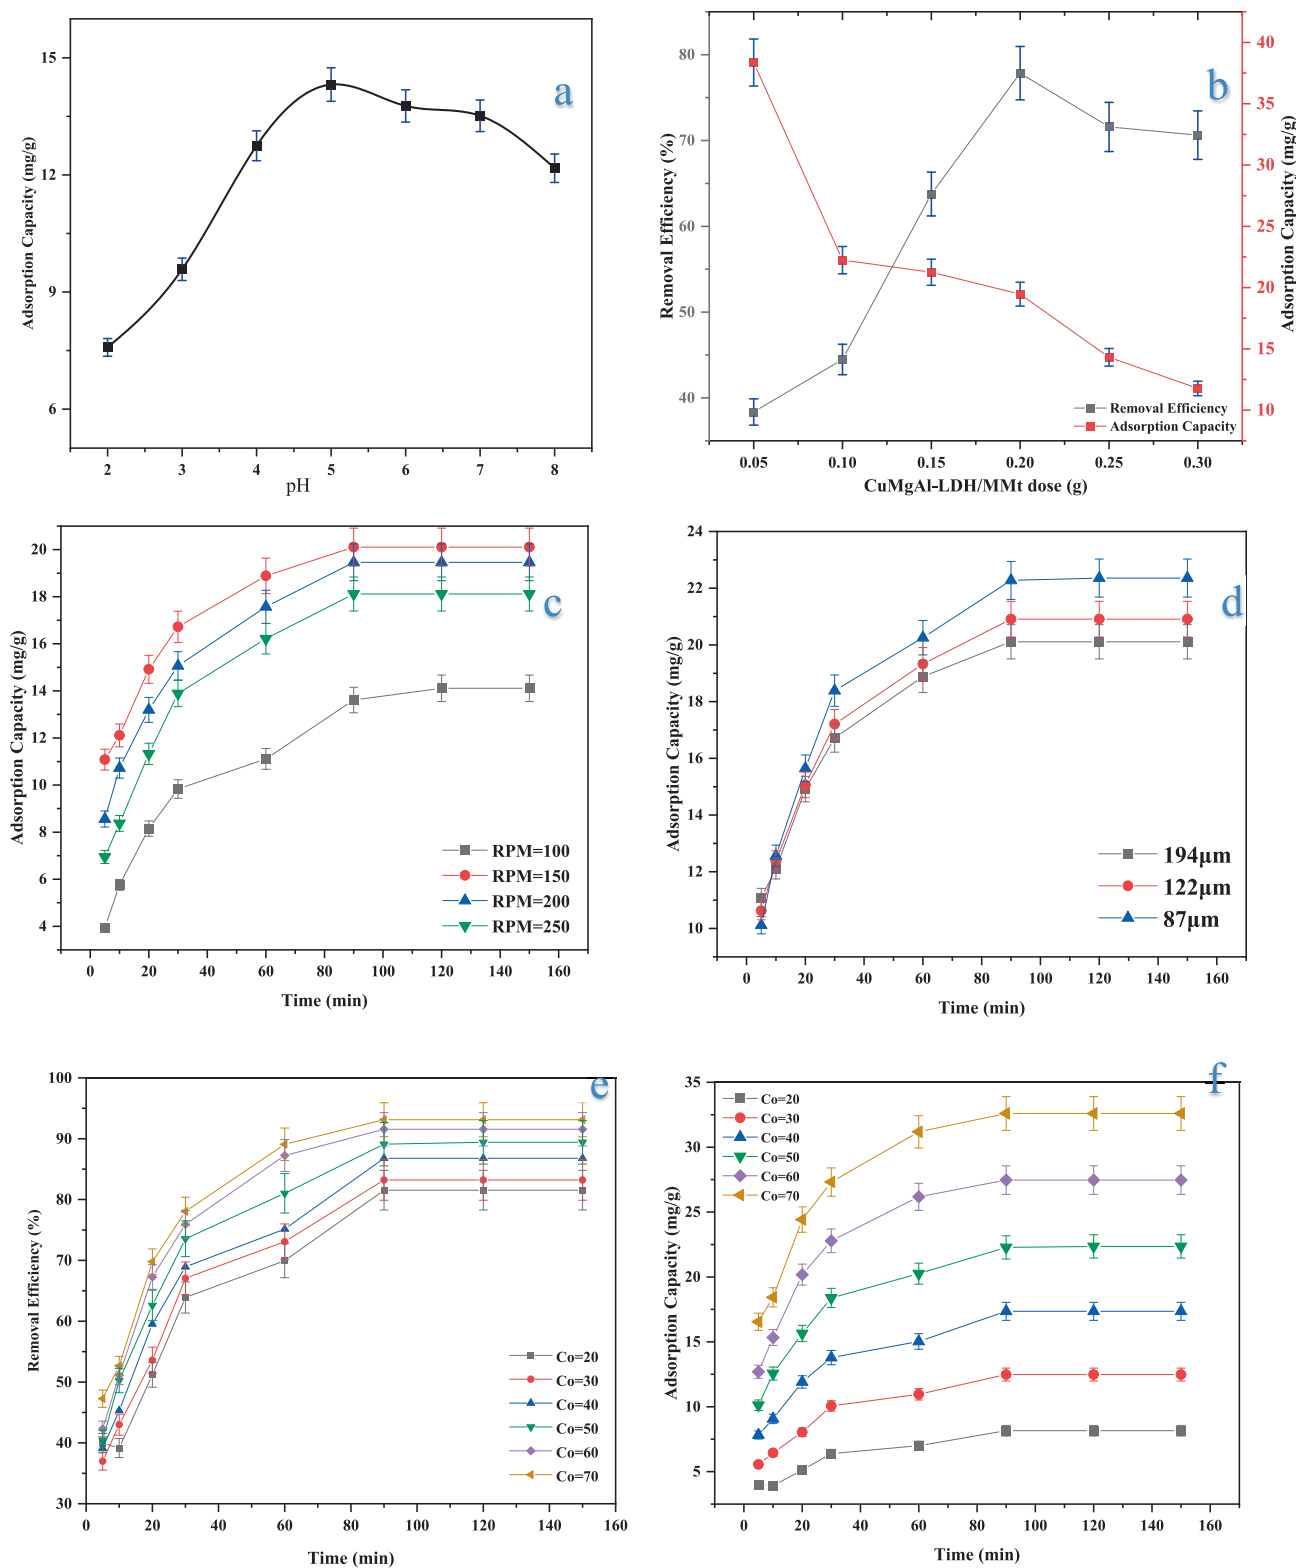 a
15
12
9
6
Adsorption Capacity (mg/g)
2 3 4 5 6 7 8
pH
b
80
70
60
50
40
Removal Efficiency (%)
40
35
30
25
20
15
10
Adsorption Capacity (mg/g)
Removal Efficiency
Adsorption Capacity
0.05 0.10 0.15 0.20 0.25 0.30
CuMgAl-LDH/MMt dose (g)
c
20
18
16
14
12
10
8
6
4
Adsorption Capacity (mg/g)
RPM=100
RPM=150
RPM=200
RPM=250
0 20 40 60 80 100 120 140 160
Time (min)
d
24
22
20
18
16
14
12
10
Adsorption Capacity (mg/g)
194μm
122μm
87μm
0 20 40 60 80 100 120 140 160
Time (min)
e
100
90
80
70
60
50
40
30
Removal Efficiency (%)
Co=20
Co=30
Co=40
Co=50
Co=60
Co=70
0 20 40 60 80 100 120 140 160
Time (min)
f
35
30
25
20
15
10
5
Adsorption Capacity (mg/g)
Co=20
Co=30
Co=40
Co=50
Co=60
Co=70
0 20 40 60 80 100 120 140 160
Time (min)